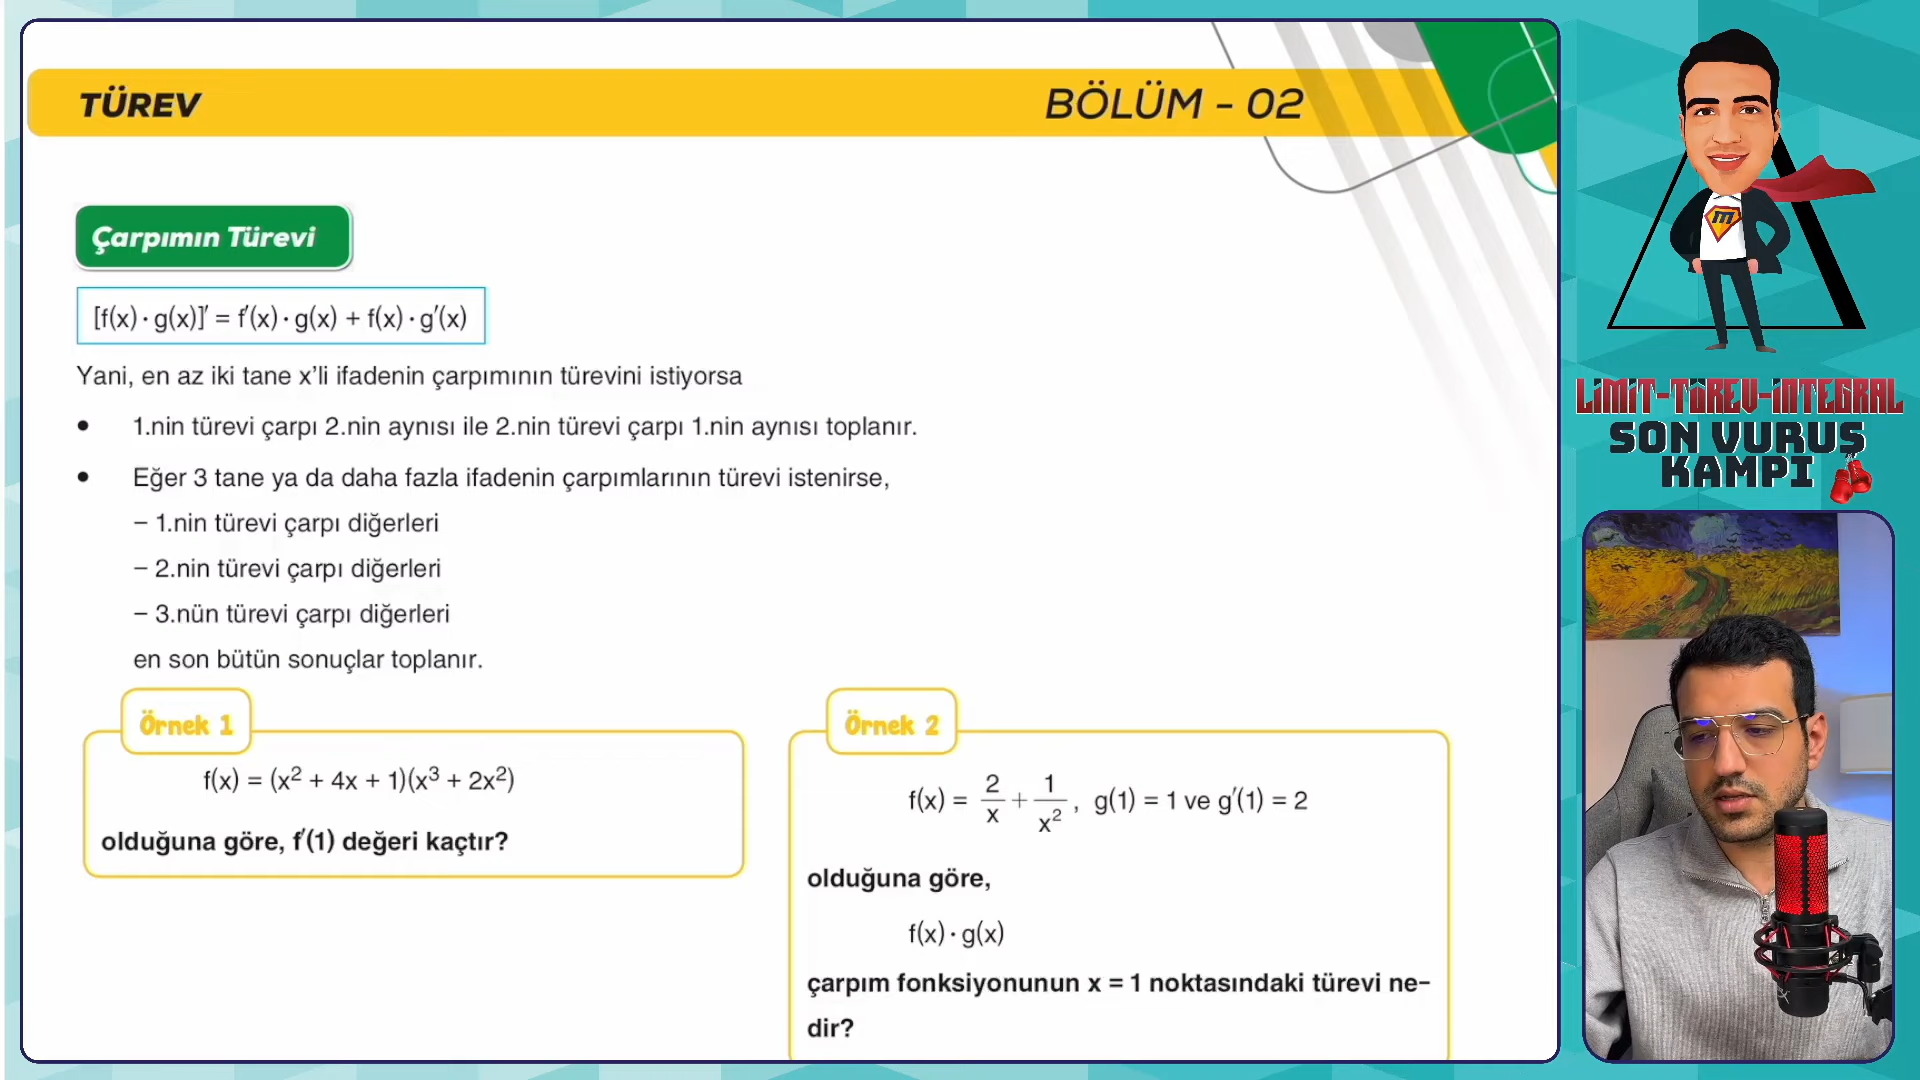 TÜREV
BÖLÜM - 02
Çarpımın Türevi
[f(x) · g(x)]′ = f′(x) · g(x) + f(x) · g′(x)
Yani, en az iki tane x’li ifadenin çarpımının türevini istiyorsa
• 1.nin türevi çarpı 2.nin aynısı ile 2.nin türevi çarpı 1.nin aynısı toplanır.
• Eğer 3 tane ya da daha fazla ifadenin çarpımlarının türevi istenirse,
– 1.nin türevi çarpı diğerleri
– 2.nin türevi çarpı diğerleri
– 3.nün türevi çarpı diğerleri
en son bütün sonuçlar toplanır.
Örnek 1
f(x) = (x² + 4x + 1)(x³ + 2x²)
olduğuna göre, f′(1) değeri kaçtır?
Örnek 2
f(x) = 2/x + 1/x², g(1) = 1 ve g′(1) = 2
olduğuna göre,
f(x) · g(x)
çarpım fonksiyonunun x = 1 noktasındaki türevi ne-
dir?
m
LİMİT-TÜREV-İNTEGRAL
SON VURUŞ
KAMPI